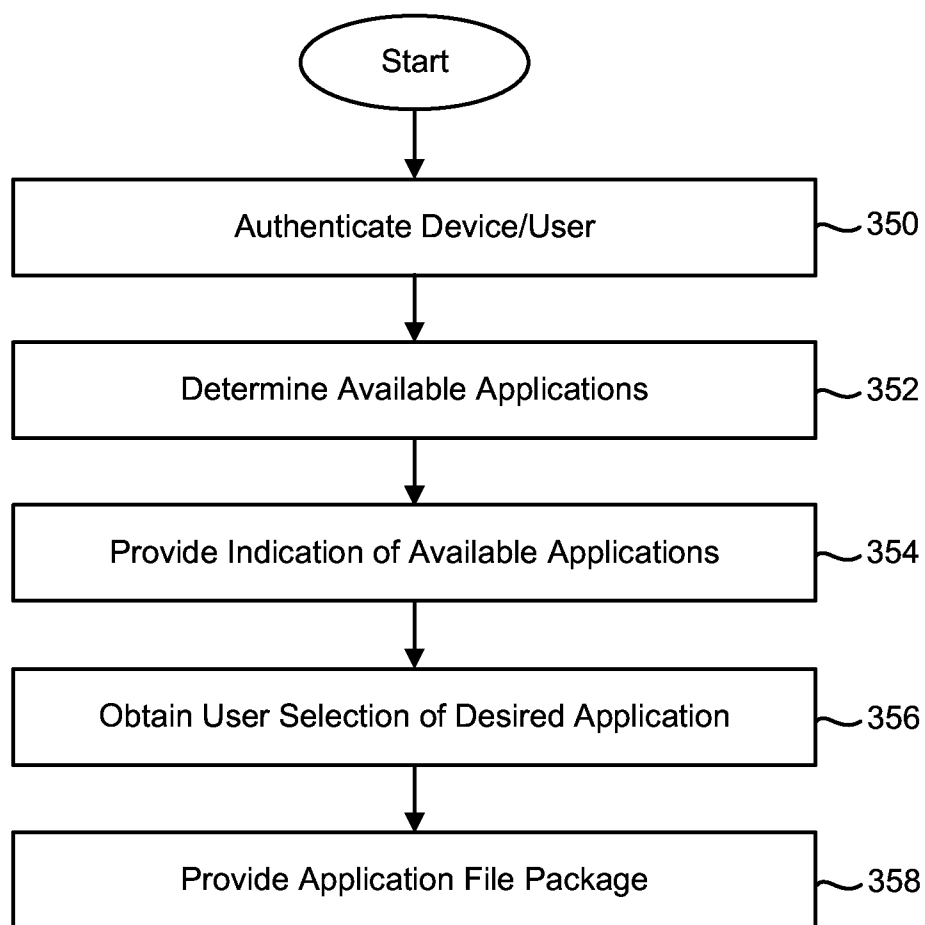 Start
Authenticate Device/User
350
Determine Available Applications
352
Provide Indication of Available Applications
354
Obtain User Selection of Desired Application
356
Provide Application File Package
358